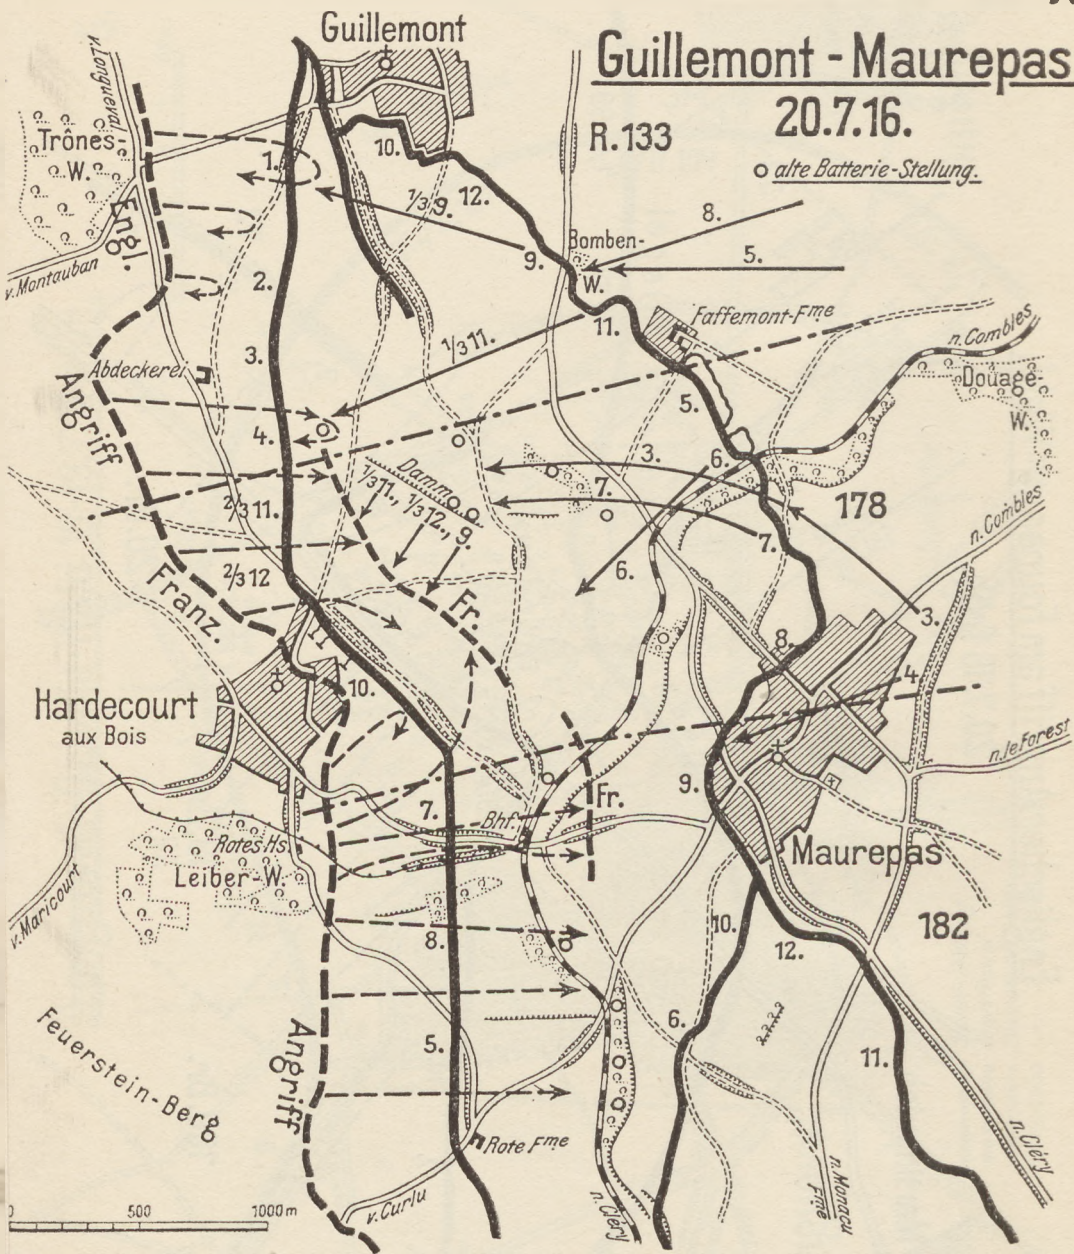 Guillemont - Maurepas
20.7.16.
alte Batterie-Stellung.
Guillemont
v. Longueval
Trônes-
W.
R.133
10.
1.
12.
1/3 9.
8.
Engl.
Bomben-
W.
9.
5.
v. Montauban
2.
11.
Faffemont-Fme
1/3 11.
n. Combles
3.
Abdeckerei
Douage-
W.
Angriff
5.
4.
Damm
3.
6.
1/3 11., 1/3 12., 9.
7.
2/3 11.
178
n. Combles
7.
2/3 12
6.
Franz.
Fr.
3.
8.
10.
4.
Hardecourt
aux Bois
n. le Forest
9.
Fr.
7.
Bhf.
Rotes Hs.
Maurepas
Leiber-W.
v. Maricourt
10.
182
8.
12.
Feuerstein-Berg
Angriff
5.
6.
11.
Rote Fme
n. Cléry
n. Monacu
Fme
v. Curlu
n. Cléry
0 500 1000 m